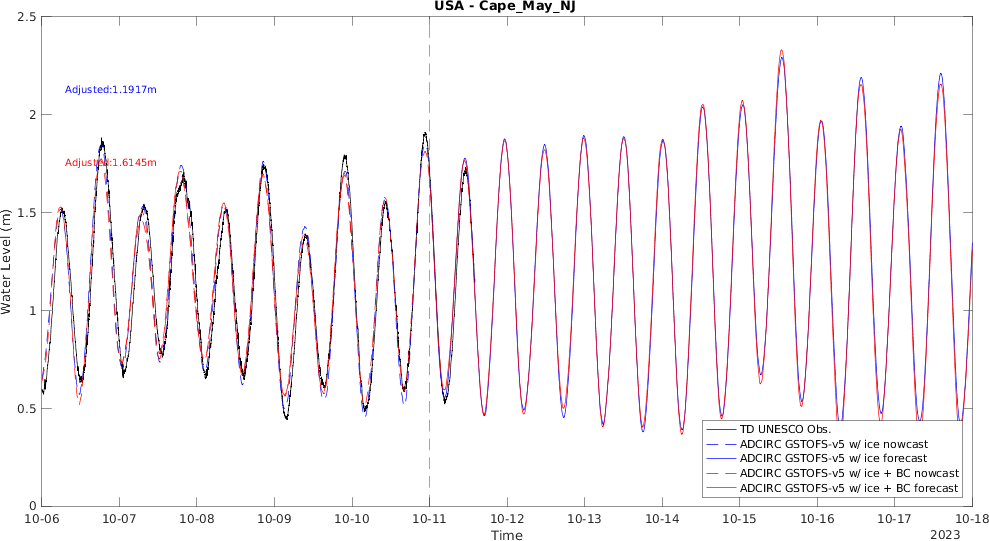 USA - Cape_May_NJ
2.5
2
1.5
1
0.5
0
Water Level (m)
Adjusted:1.1917m
Adjusted:1.6145m
TD UNESCO Obs.
ADCIRC GSTOFS-v5 w/ ice nowcast
ADCIRC GSTOFS-v5 w/ ice forecast
ADCIRC GSTOFS-v5 w/ ice + BC nowcast
ADCIRC GSTOFS-v5 w/ ice + BC forecast
10-06 10-07 10-08 10-09 10-10 10-11 10-12 10-13 10-14 10-15 10-16 10-17 10-18
Time
2023